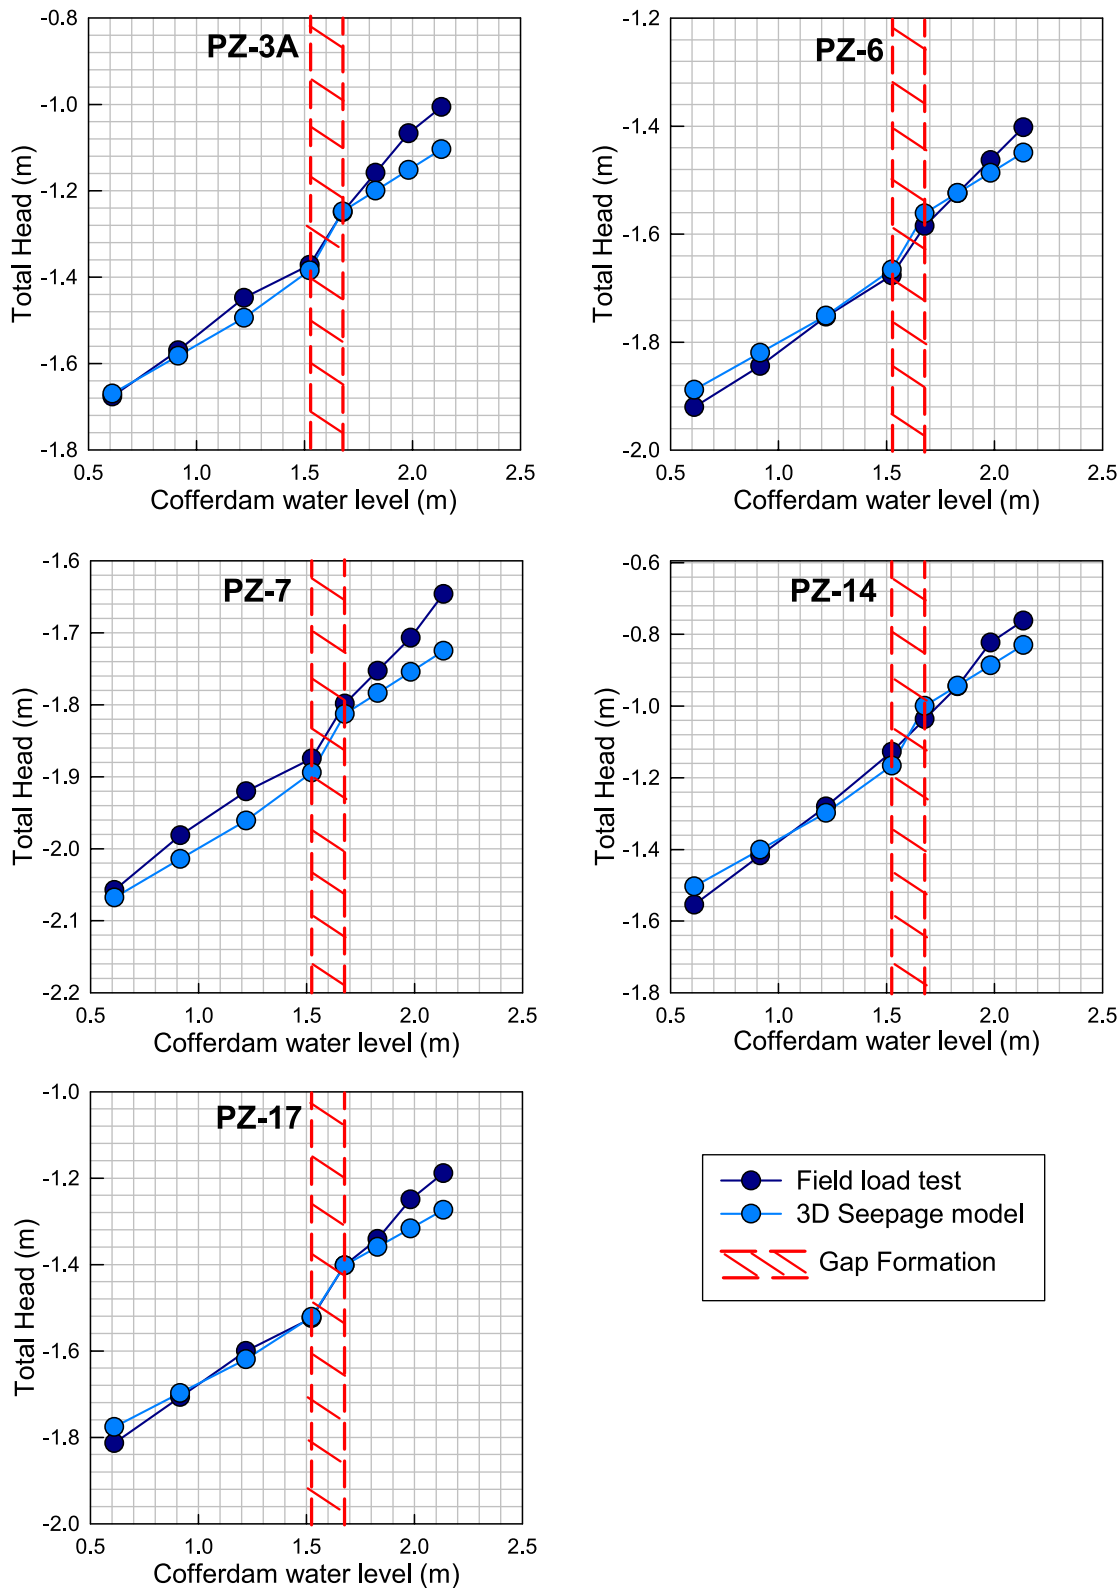 PZ-3A
-0.8
-1.0
-1.2
-1.4
-1.6
-1.8
Total Head (m)
0.5 1.0 1.5 2.0 2.5
Cofferdam water level (m)
PZ-6
-1.2
-1.4
-1.6
-1.8
-2.0
Total Head (m)
0.5 1.0 1.5 2.0 2.5
Cofferdam water level (m)
PZ-7
-1.6
-1.7
-1.8
-1.9
-2.0
-2.1
-2.2
Total Head (m)
0.5 1.0 1.5 2.0 2.5
Cofferdam water level (m)
PZ-14
-0.6
-0.8
-1.0
-1.2
-1.4
-1.6
-1.8
Total Head (m)
0.5 1.0 1.5 2.0 2.5
Cofferdam water level (m)
PZ-17
-1.0
-1.2
-1.4
-1.6
-1.8
-2.0
Total Head (m)
0.5 1.0 1.5 2.0 2.5
Cofferdam water level (m)
Field load test
3D Seepage model
Gap Formation